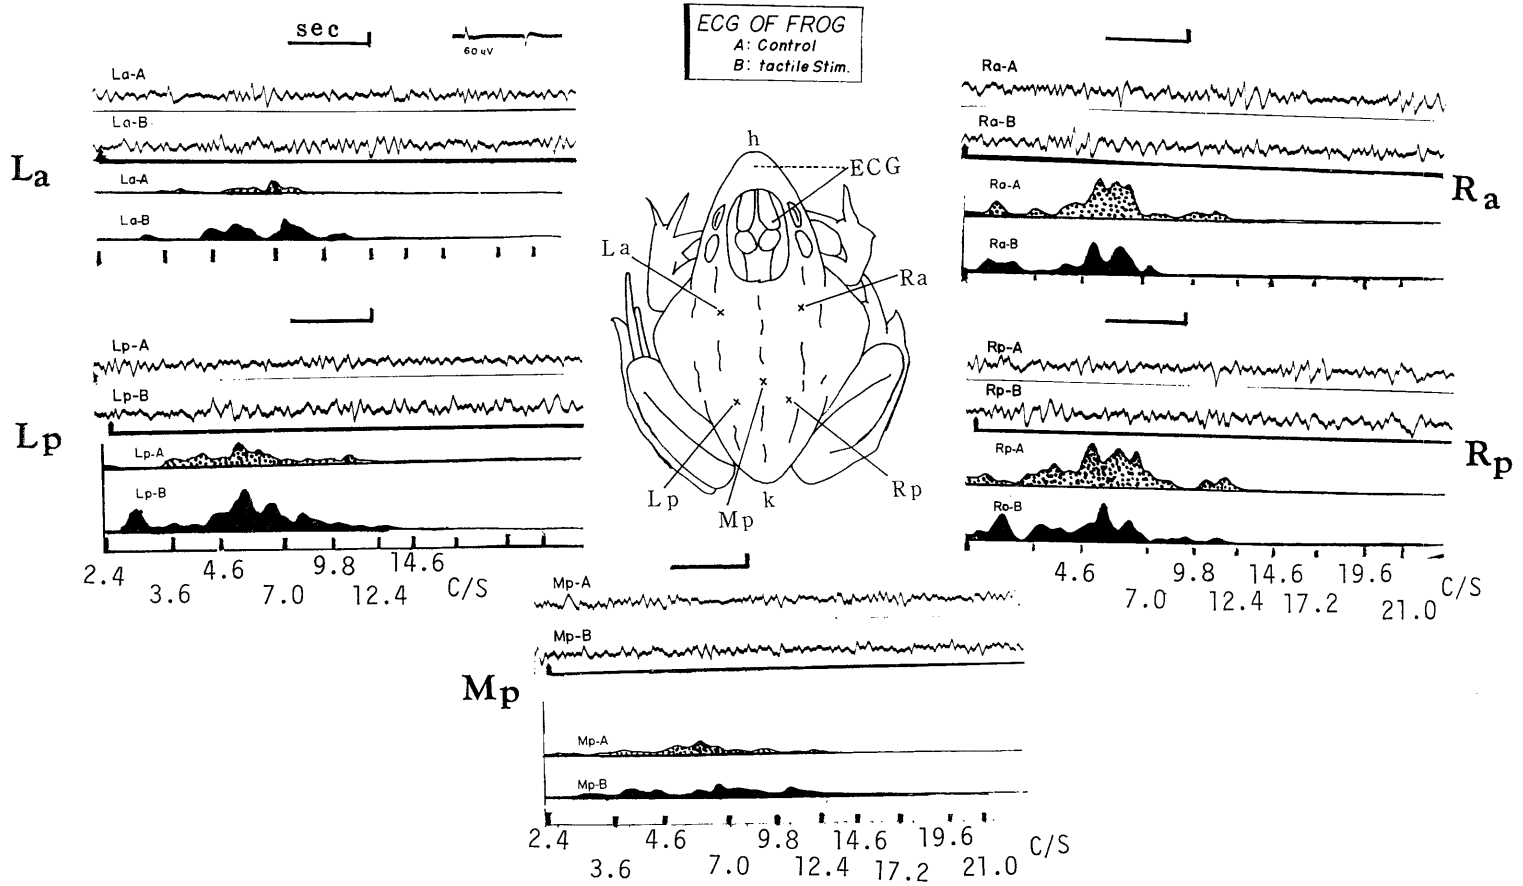 sec
60 uV
ECG OF FROG
A: Control
B: tactile Stim.
La-A
La-B
La
La-A
La-B
Ra-A
Ra-B
Ra
Ra-A
Ra-B
h
ECG
La
Ra
Lp
Mp
k
Rp
Lp-A
Lp-B
Lp
Lp-A
Lp-B
2.4 3.6 4.6 7.0 9.8 12.4 14.6 C/S
Rp-A
Rp-B
Rp
Rp-A
Ro-B
4.6 7.0 9.8 12.4 14.6 17.2 19.6 21.0 C/S
Mp-A
Mp-B
Mp
Mp-A
Mp-B
2.4 3.6 4.6 7.0 9.8 12.4 14.6 17.2 19.6 21.0 C/S